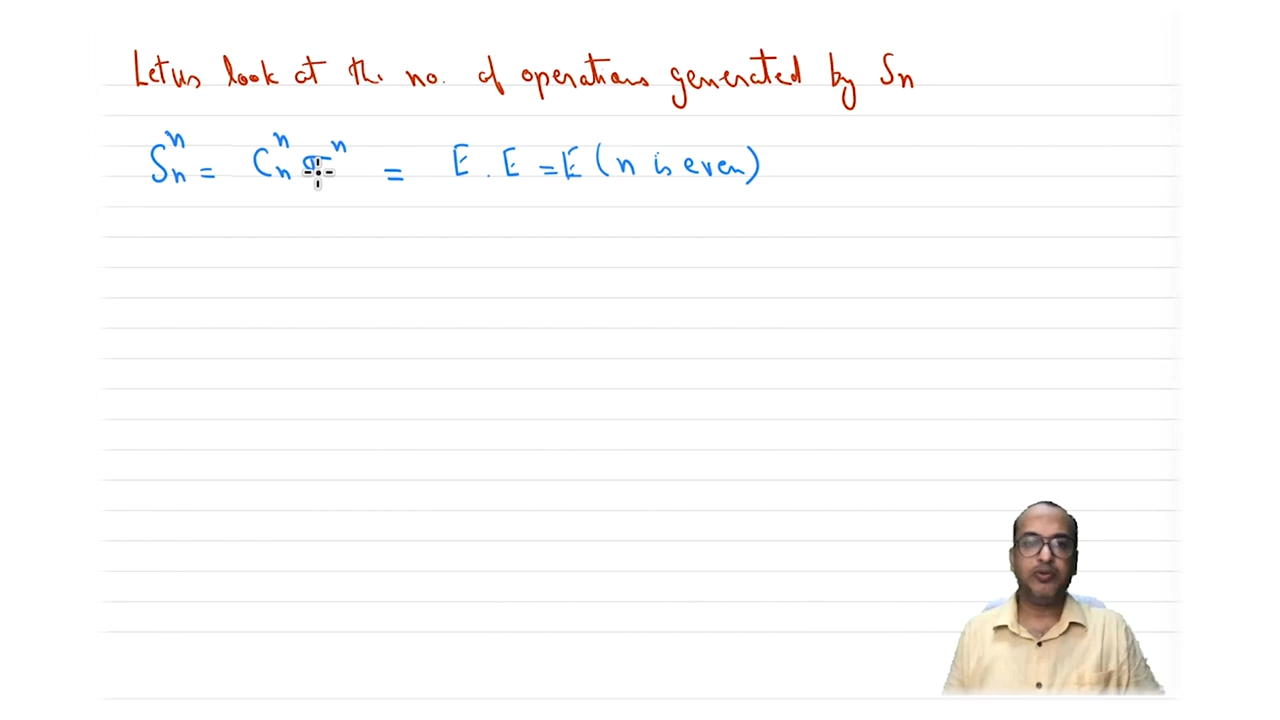 Let us look at the no. of operations generated by Sn
Sₙⁿ = Cₙⁿ σⁿ = E . E = E (n is even)